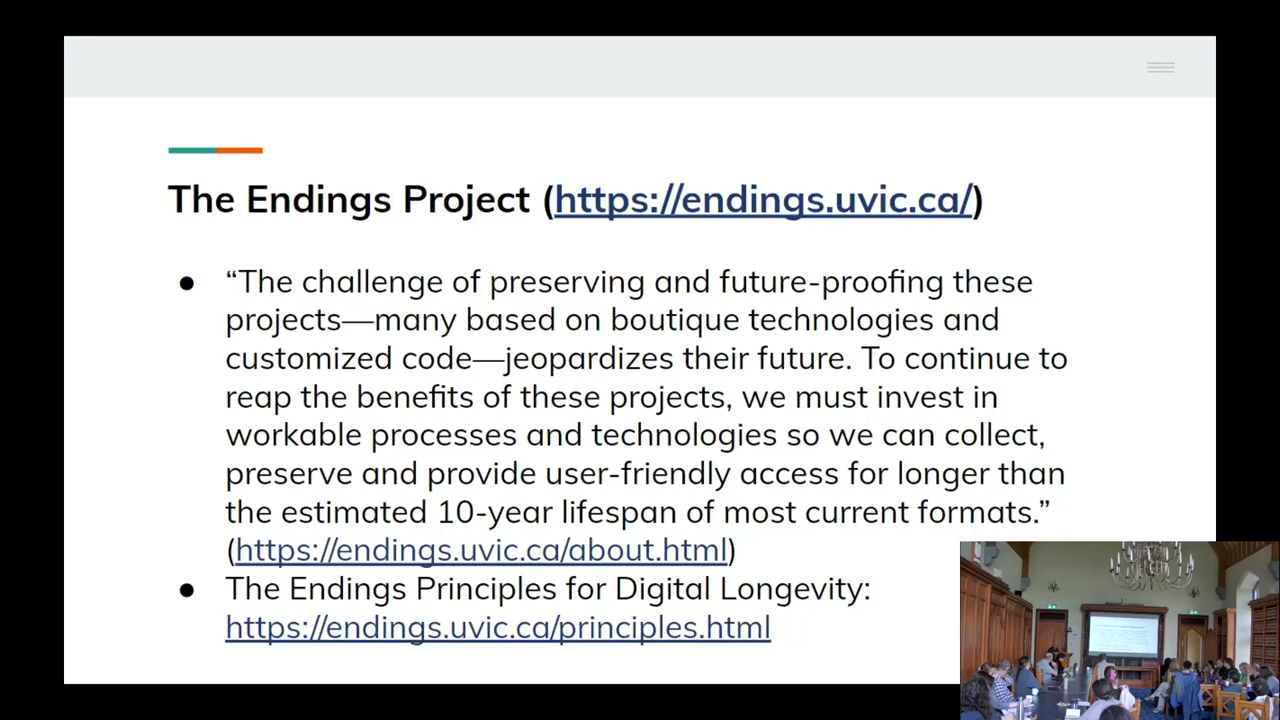 The Endings Project (https://endings.uvic.ca/)
● “The challenge of preserving and future-proofing these
projects—many based on boutique technologies and
customized code—jeopardizes their future. To continue to
reap the benefits of these projects, we must invest in
workable processes and technologies so we can collect,
preserve and provide user-friendly access for longer than
the estimated 10-year lifespan of most current formats.”
(https://endings.uvic.ca/about.html)
● The Endings Principles for Digital Longevity:
https://endings.uvic.ca/principles.html